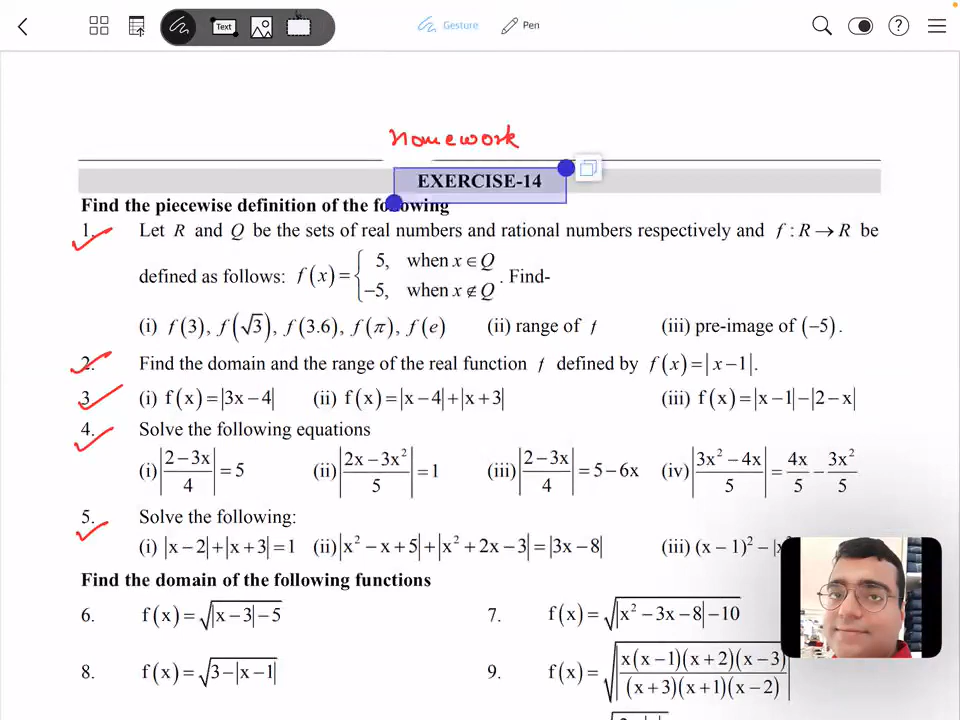 Text Gesture Pen
Homework
EXERCISE-14
Find the piecewise definition of the following
1. Let R and Q be the sets of real numbers and rational numbers respectively and f : R → R be
defined as follows: f(x) = { 5, when x ∈ Q
−5, when x ∉ Q . Find-
(i) f(3), f(√3), f(3.6), f(π), f(e) (ii) range of f (iii) pre-image of (−5).
2. Find the domain and the range of the real function f defined by f(x) = |x−1|.
3 (i) f(x) = |3x−4| (ii) f(x) = |x−4|+|x+3| (iii) f(x) = |x−1|−|2−x|
4. Solve the following equations
(i) |(2−3x)/4| = 5 (ii) |(2x−3x²)/5| = 1 (iii) |(2−3x)/4| = 5−6x (iv) |(3x²−4x)/5| = 4x/5 − 3x²/5
5. Solve the following:
(i) |x−2|+|x+3| = 1 (ii) |x²−x+5|+|x²+2x−3| = |3x−8| (iii) (x−1)² − |x
Find the domain of the following functions
6. f(x) = √(|x−3|−5) 7. f(x) = √(|x²−3x−8|−10)
8. f(x) = √(3−|x−1|) 9. f(x) = √|x(x−1)(x+2)(x−3)/(x+3)(x+1)(x−2)|